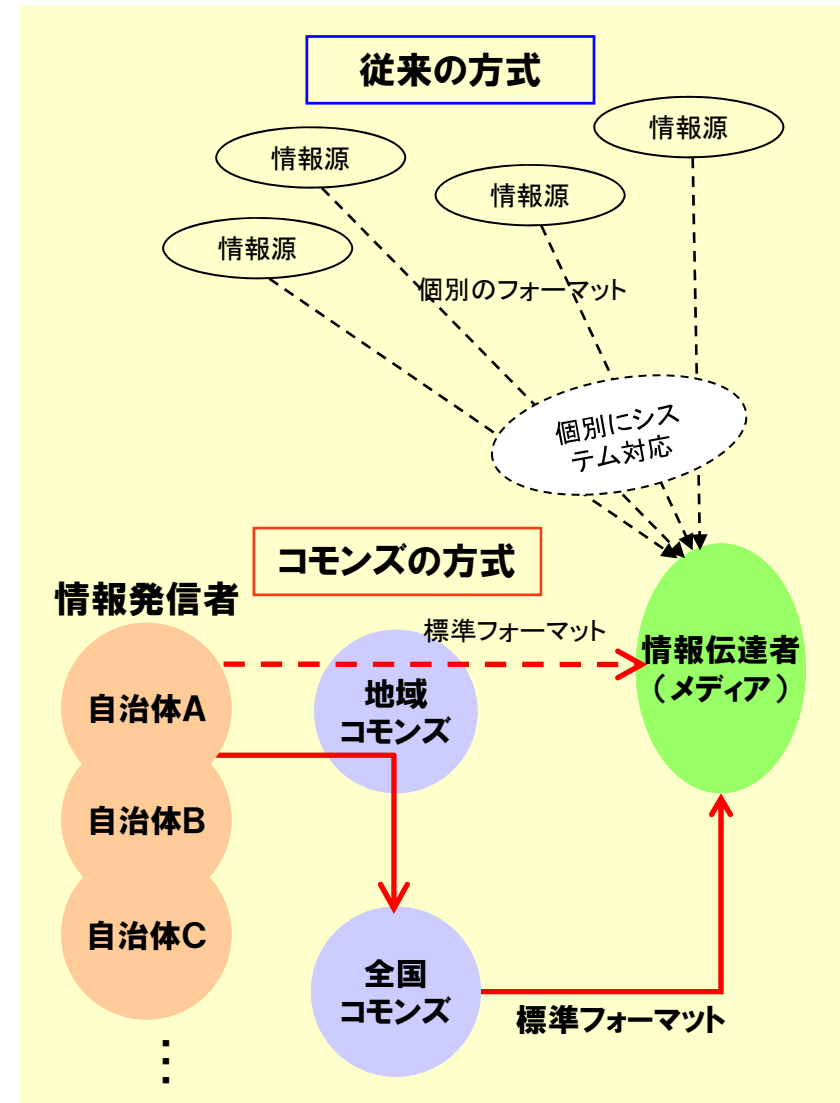 従来の方式
情報源
情報源
情報源
情報源
個別のフォーマット
個別にシス
テム対応
コモンズの方式
情報発信者
標準フォーマット
情報伝達者
（メディア）
地域
コモンズ
自治体A
自治体B
自治体C
全国
コモンズ
標準フォーマット
⋮